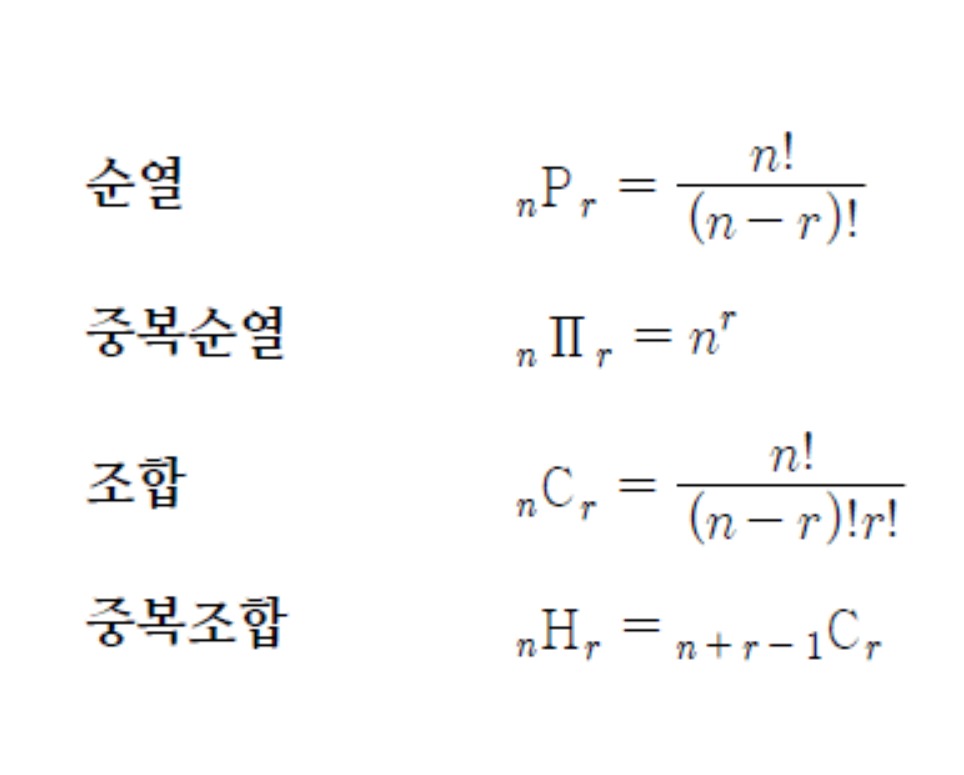 순열 ₙPᵣ = n! / (n − r)!
중복순열 ₙΠᵣ = nʳ
조합 ₙCᵣ = n! / (n − r)!r!
중복조합 ₙHᵣ = ₙ₊ᵣ₋₁Cᵣ